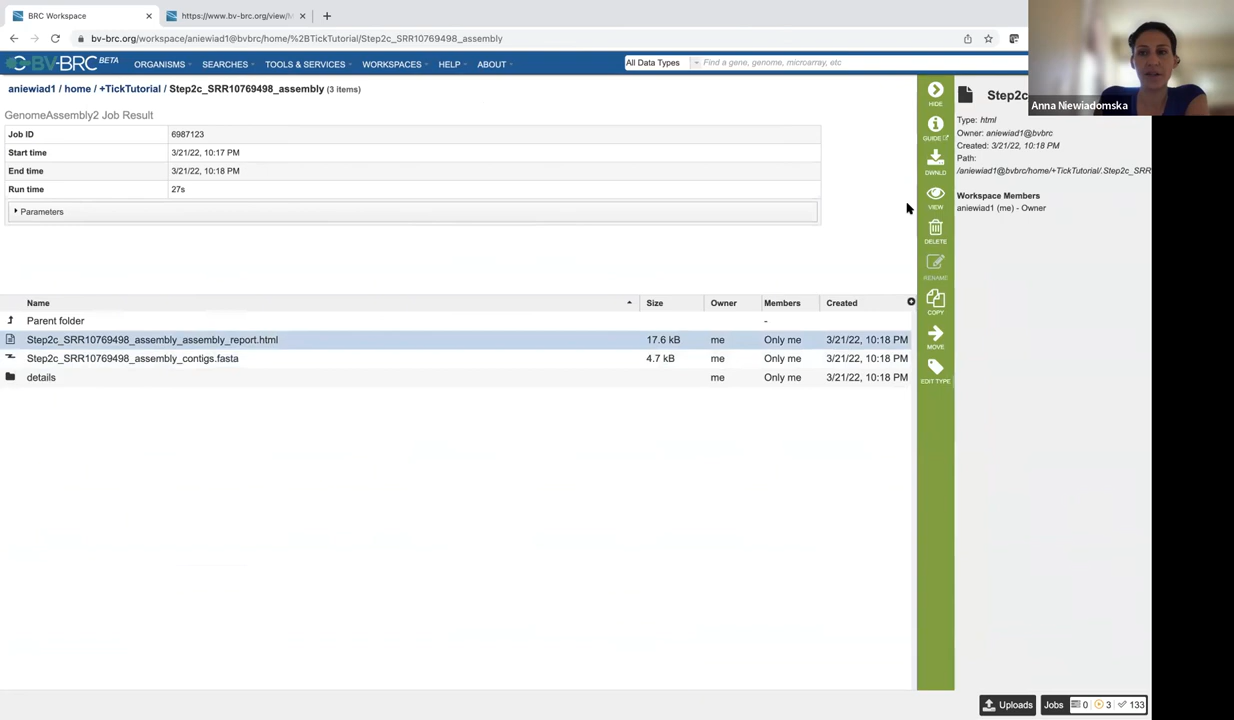 BRC Workspace
https://www.bv-brc.org/view/
bv-brc.org/workspace/aniewiad1@bvbrc/home/%2BTickTutorial/Step2c_SRR10769498_assembly
BV-BRC BETA
ORGANISMS SEARCHES TOOLS & SERVICES WORKSPACES HELP ABOUT
All Data Types Find a gene, genome, microarray, etc
aniewiad1 / home / +TickTutorial / Step2c_SRR10769498_assembly (3 items)
GenomeAssembly2 Job Result
Job ID 6987123
Start time 3/21/22, 10:17 PM
End time 3/21/22, 10:18 PM
Run time 27s
Parameters
Name Size Owner Members Created
Parent folder -
Step2c_SRR10769498_assembly_assembly_report.html 17.6 kB me Only me 3/21/22, 10:18 PM
Step2c_SRR10769498_assembly_contigs.fasta 4.7 kB me Only me 3/21/22, 10:18 PM
details me Only me 3/21/22, 10:18 PM
HIDE
GUIDE
DWNLD
VIEW
DELETE
RENAME
COPY
MOVE
EDIT TYPE
Anna Niewiadomska
Step2c
Type: html
Owner: aniewiad1@bvbrc
Created: 3/21/22, 10:18 PM
Path:
/aniewiad1@bvbrc/home/+TickTutorial/.Step2c_SRR
Workspace Members
aniewiad1 (me) - Owner
Uploads Jobs 0 3 133